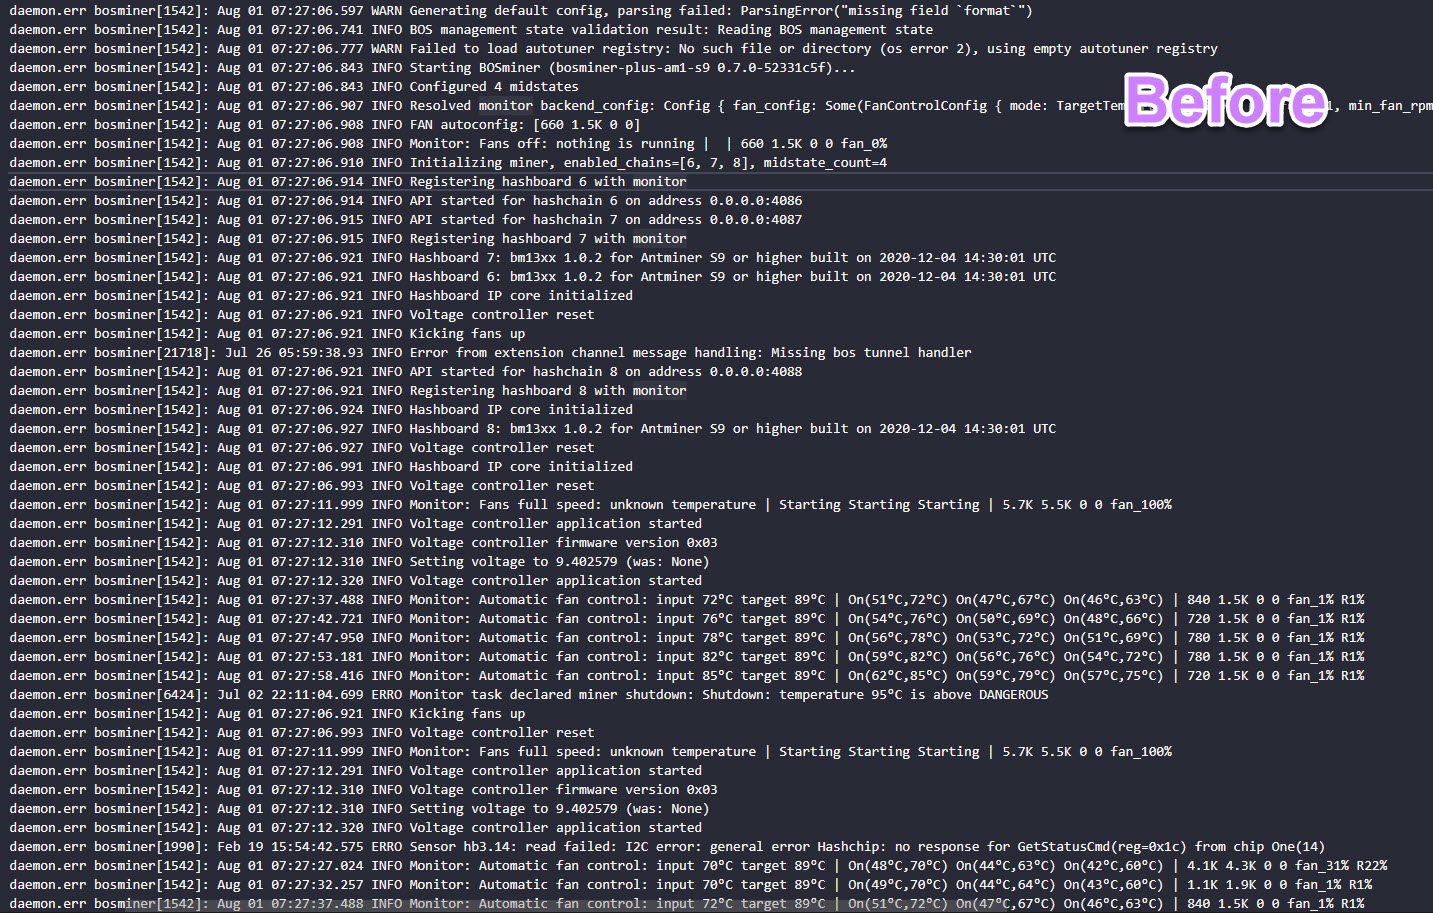 daemon.err bosminer[1542]: Aug 01 07:27:06.597 WARN Generating default config, parsing failed: ParsingError("missing field `format`")
daemon.err bosminer[1542]: Aug 01 07:27:06.741 INFO BOS management state validation result: Reading BOS management state
daemon.err bosminer[1542]: Aug 01 07:27:06.777 WARN Failed to load autotuner registry: No such file or directory (os error 2), using empty autotuner registry
daemon.err bosminer[1542]: Aug 01 07:27:06.843 INFO Starting BOSminer (bosminer-plus-am1-s9 0.7.0-52331c5f)...
daemon.err bosminer[1542]: Aug 01 07:27:06.843 INFO Configured 4 midstates
Before
daemon.err bosminer[1542]: Aug 01 07:27:06.907 INFO Resolved monitor backend_config: Config { fan_config: Some(FanControlConfig { mode: TargetTem 1, min_fan_rpm
daemon.err bosminer[1542]: Aug 01 07:27:06.908 INFO FAN autoconfig: [660 1.5K 0 0]
daemon.err bosminer[1542]: Aug 01 07:27:06.908 INFO Monitor: Fans off: nothing is running |  | 660 1.5K 0 0 fan_0%
daemon.err bosminer[1542]: Aug 01 07:27:06.910 INFO Initializing miner, enabled_chains=[6, 7, 8], midstate_count=4
daemon.err bosminer[1542]: Aug 01 07:27:06.914 INFO Registering hashboard 6 with monitor
daemon.err bosminer[1542]: Aug 01 07:27:06.914 INFO API started for hashchain 6 on address 0.0.0.0:4086
daemon.err bosminer[1542]: Aug 01 07:27:06.915 INFO API started for hashchain 7 on address 0.0.0.0:4087
daemon.err bosminer[1542]: Aug 01 07:27:06.915 INFO Registering hashboard 7 with monitor
daemon.err bosminer[1542]: Aug 01 07:27:06.921 INFO Hashboard 7: bm13xx 1.0.2 for Antminer S9 or higher built on 2020-12-04 14:30:01 UTC
daemon.err bosminer[1542]: Aug 01 07:27:06.921 INFO Hashboard 6: bm13xx 1.0.2 for Antminer S9 or higher built on 2020-12-04 14:30:01 UTC
daemon.err bosminer[1542]: Aug 01 07:27:06.921 INFO Hashboard IP core initialized
daemon.err bosminer[1542]: Aug 01 07:27:06.921 INFO Voltage controller reset
daemon.err bosminer[1542]: Aug 01 07:27:06.921 INFO Kicking fans up
daemon.err bosminer[21718]: Jul 26 05:59:38.93 INFO Error from extension channel message handling: Missing bos tunnel handler
daemon.err bosminer[1542]: Aug 01 07:27:06.921 INFO API started for hashchain 8 on address 0.0.0.0:4088
daemon.err bosminer[1542]: Aug 01 07:27:06.921 INFO Registering hashboard 8 with monitor
daemon.err bosminer[1542]: Aug 01 07:27:06.924 INFO Hashboard IP core initialized
daemon.err bosminer[1542]: Aug 01 07:27:06.927 INFO Hashboard 8: bm13xx 1.0.2 for Antminer S9 or higher built on 2020-12-04 14:30:01 UTC
daemon.err bosminer[1542]: Aug 01 07:27:06.927 INFO Voltage controller reset
daemon.err bosminer[1542]: Aug 01 07:27:06.991 INFO Hashboard IP core initialized
daemon.err bosminer[1542]: Aug 01 07:27:06.993 INFO Voltage controller reset
daemon.err bosminer[1542]: Aug 01 07:27:11.999 INFO Monitor: Fans full speed: unknown temperature | Starting Starting Starting | 5.7K 5.5K 0 0 fan_100%
daemon.err bosminer[1542]: Aug 01 07:27:12.291 INFO Voltage controller application started
daemon.err bosminer[1542]: Aug 01 07:27:12.310 INFO Voltage controller firmware version 0x03
daemon.err bosminer[1542]: Aug 01 07:27:12.310 INFO Setting voltage to 9.402579 (was: None)
daemon.err bosminer[1542]: Aug 01 07:27:12.320 INFO Voltage controller application started
daemon.err bosminer[1542]: Aug 01 07:27:37.488 INFO Monitor: Automatic fan control: input 72°C target 89°C | On(51°C,72°C) On(47°C,67°C) On(46°C,63°C) | 840 1.5K 0 0 fan_1% R1%
daemon.err bosminer[1542]: Aug 01 07:27:42.721 INFO Monitor: Automatic fan control: input 76°C target 89°C | On(54°C,76°C) On(50°C,69°C) On(48°C,66°C) | 720 1.5K 0 0 fan_1% R1%
daemon.err bosminer[1542]: Aug 01 07:27:47.950 INFO Monitor: Automatic fan control: input 78°C target 89°C | On(56°C,78°C) On(53°C,72°C) On(51°C,69°C) | 780 1.5K 0 0 fan_1% R1%
daemon.err bosminer[1542]: Aug 01 07:27:53.181 INFO Monitor: Automatic fan control: input 82°C target 89°C | On(59°C,82°C) On(56°C,76°C) On(54°C,72°C) | 780 1.5K 0 0 fan_1% R1%
daemon.err bosminer[1542]: Aug 01 07:27:58.416 INFO Monitor: Automatic fan control: input 85°C target 89°C | On(62°C,85°C) On(59°C,79°C) On(57°C,75°C) | 720 1.5K 0 0 fan_1% R1%
daemon.err bosminer[6424]: Jul 02 22:11:04.699 ERRO Monitor task declared miner shutdown: Shutdown: temperature 95°C is above DANGEROUS
daemon.err bosminer[1542]: Aug 01 07:27:06.921 INFO Kicking fans up
daemon.err bosminer[1542]: Aug 01 07:27:06.993 INFO Voltage controller reset
daemon.err bosminer[1542]: Aug 01 07:27:11.999 INFO Monitor: Fans full speed: unknown temperature | Starting Starting Starting | 5.7K 5.5K 0 0 fan_100%
daemon.err bosminer[1542]: Aug 01 07:27:12.291 INFO Voltage controller application started
daemon.err bosminer[1542]: Aug 01 07:27:12.310 INFO Voltage controller firmware version 0x03
daemon.err bosminer[1542]: Aug 01 07:27:12.310 INFO Setting voltage to 9.402579 (was: None)
daemon.err bosminer[1542]: Aug 01 07:27:12.320 INFO Voltage controller application started
daemon.err bosminer[1990]: Feb 19 15:54:42.575 ERRO Sensor hb3.14: read failed: I2C error: general error Hashchip: no response for GetStatusCmd(reg=0x1c) from chip One(14)
daemon.err bosminer[1542]: Aug 01 07:27:27.024 INFO Monitor: Automatic fan control: input 70°C target 89°C | On(48°C,70°C) On(44°C,63°C) On(42°C,60°C) | 4.1K 4.3K 0 0 fan_31% R22%
daemon.err bosminer[1542]: Aug 01 07:27:32.257 INFO Monitor: Automatic fan control: input 70°C target 89°C | On(49°C,70°C) On(44°C,64°C) On(43°C,60°C) | 1.1K 1.9K 0 0 fan_1% R1%
daemon.err bosminer[1542]: Aug 01 07:27:37.488 INFO Monitor: Automatic fan control: input 72°C target 89°C | On(51°C,72°C) On(47°C,67°C) On(46°C,63°C) | 840 1.5K 0 0 fan_1% R1%